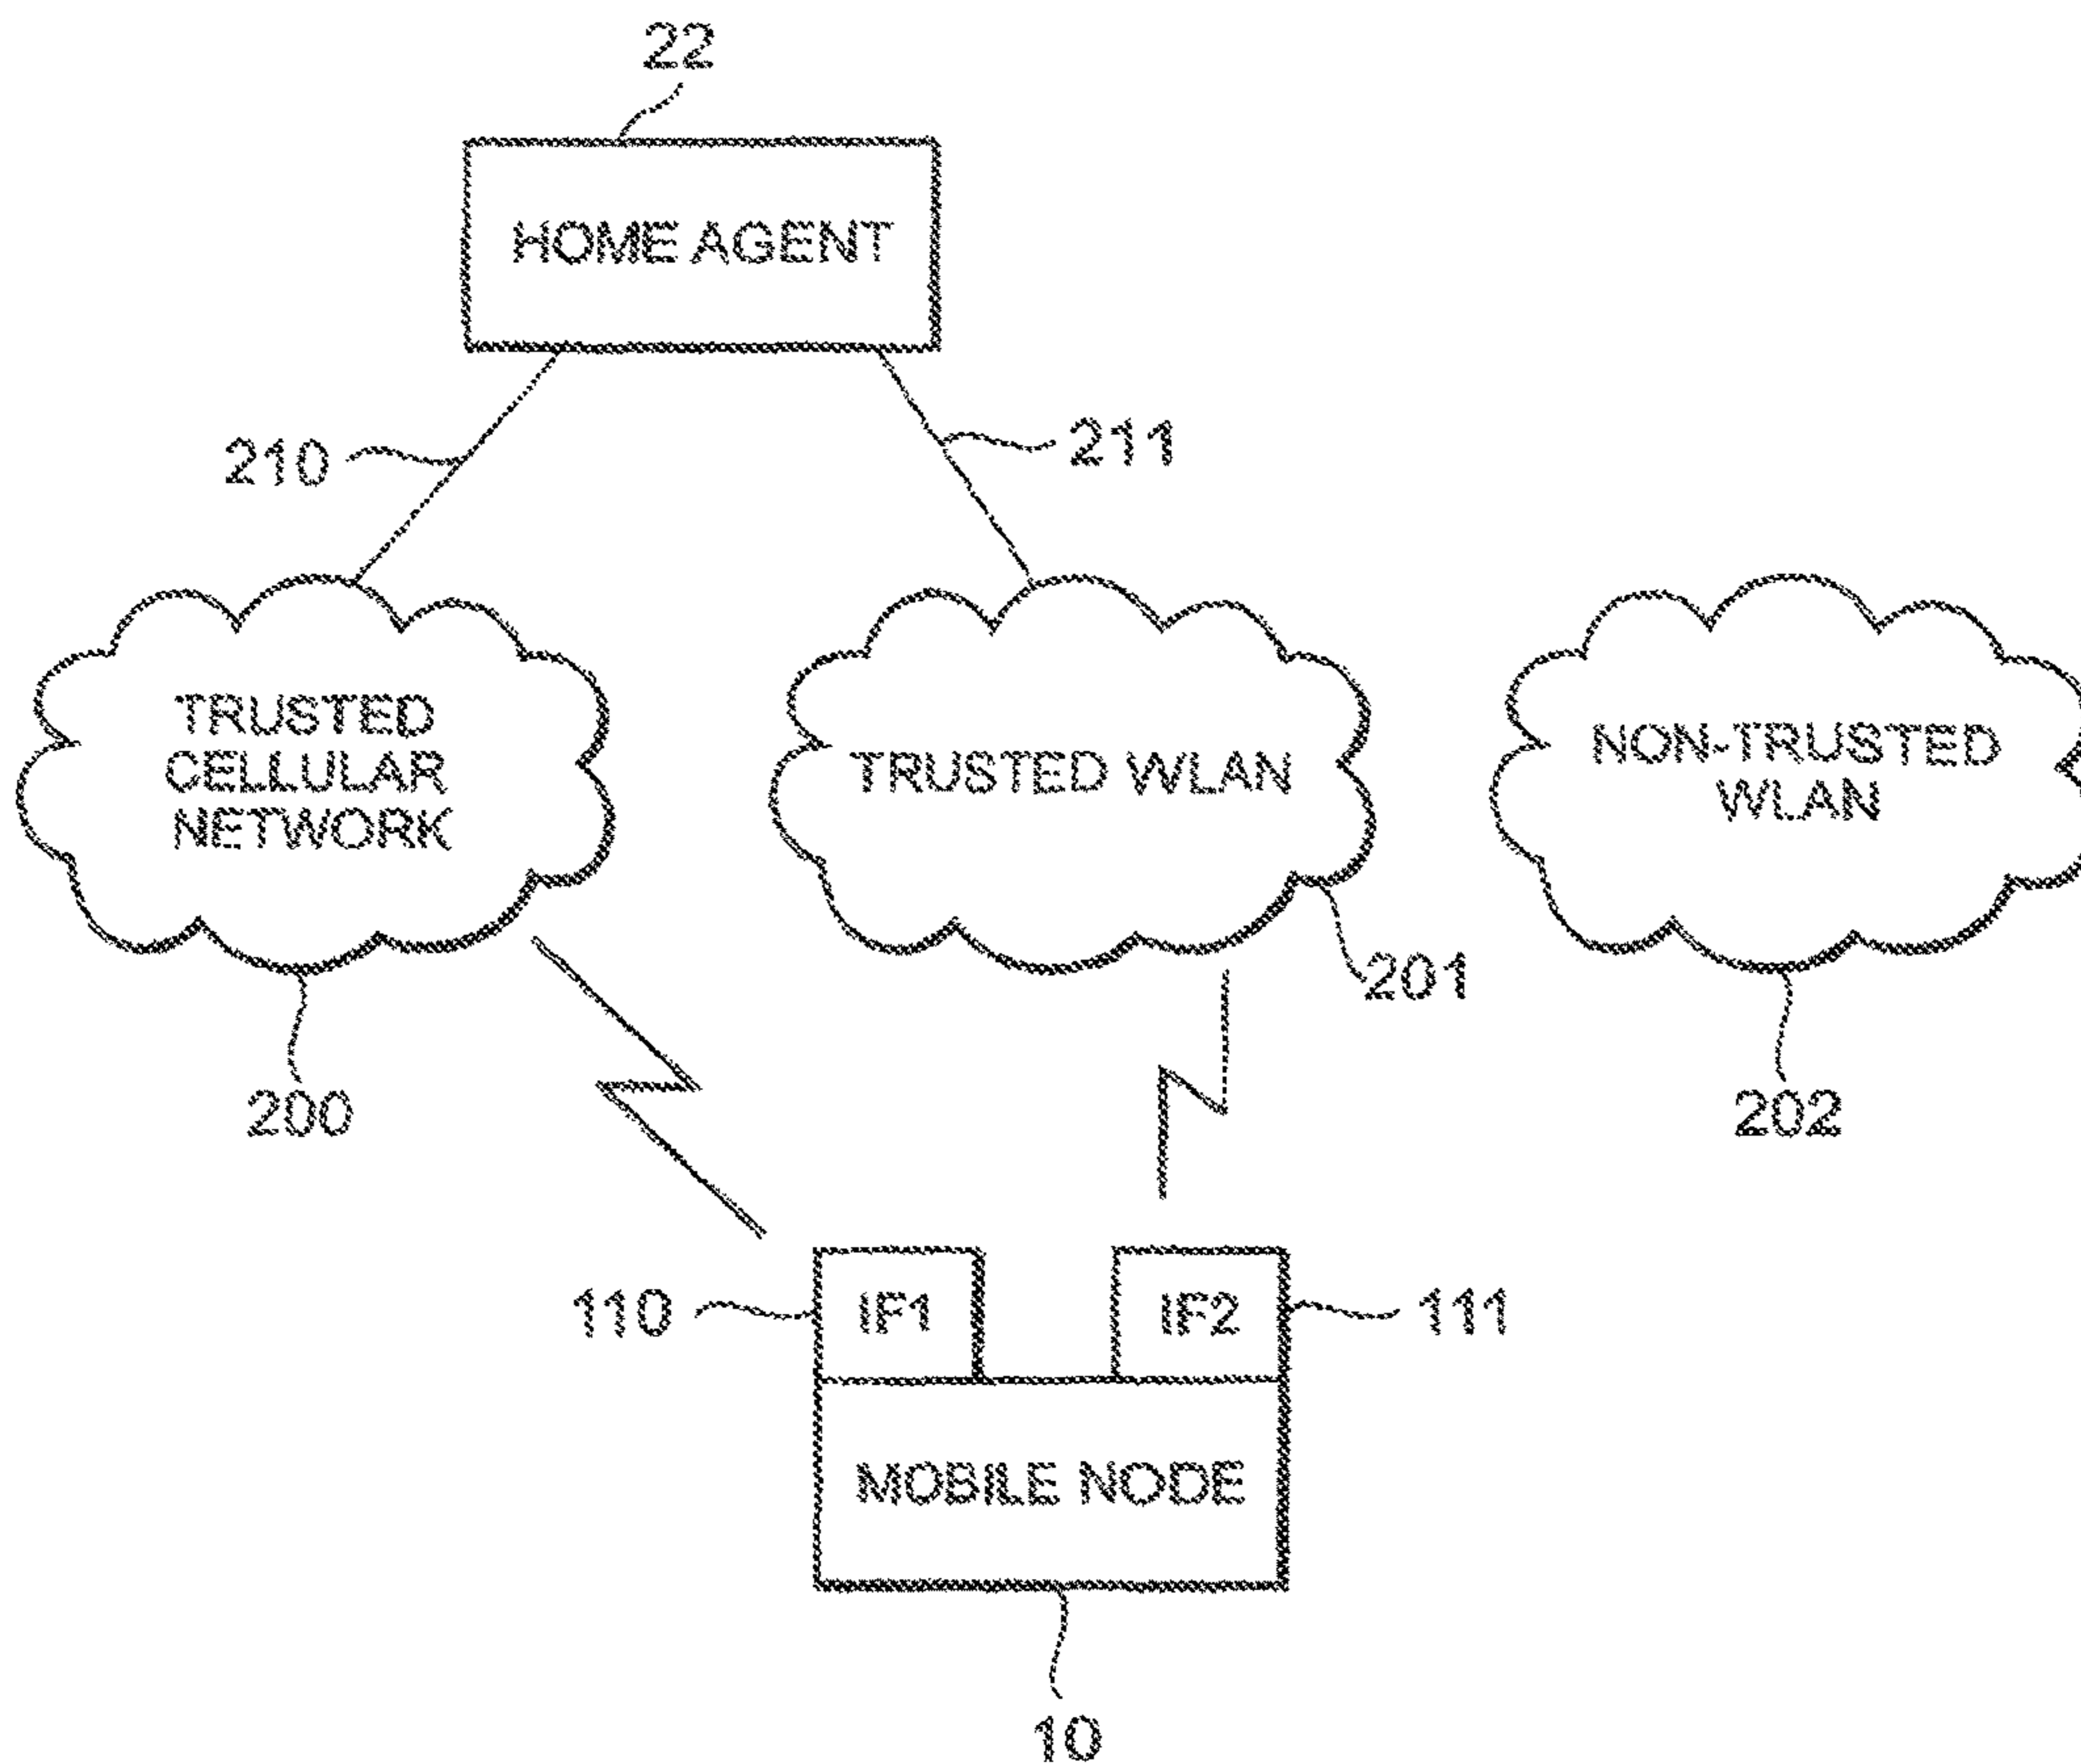 22
HOME AGENT
210
211
TRUSTED
CELLULAR
NETWORK
TRUSTED WLAN
NON-TRUSTED
WLAN
201
200
202
110
IF1
IF2
111
MOBILE NODE
10